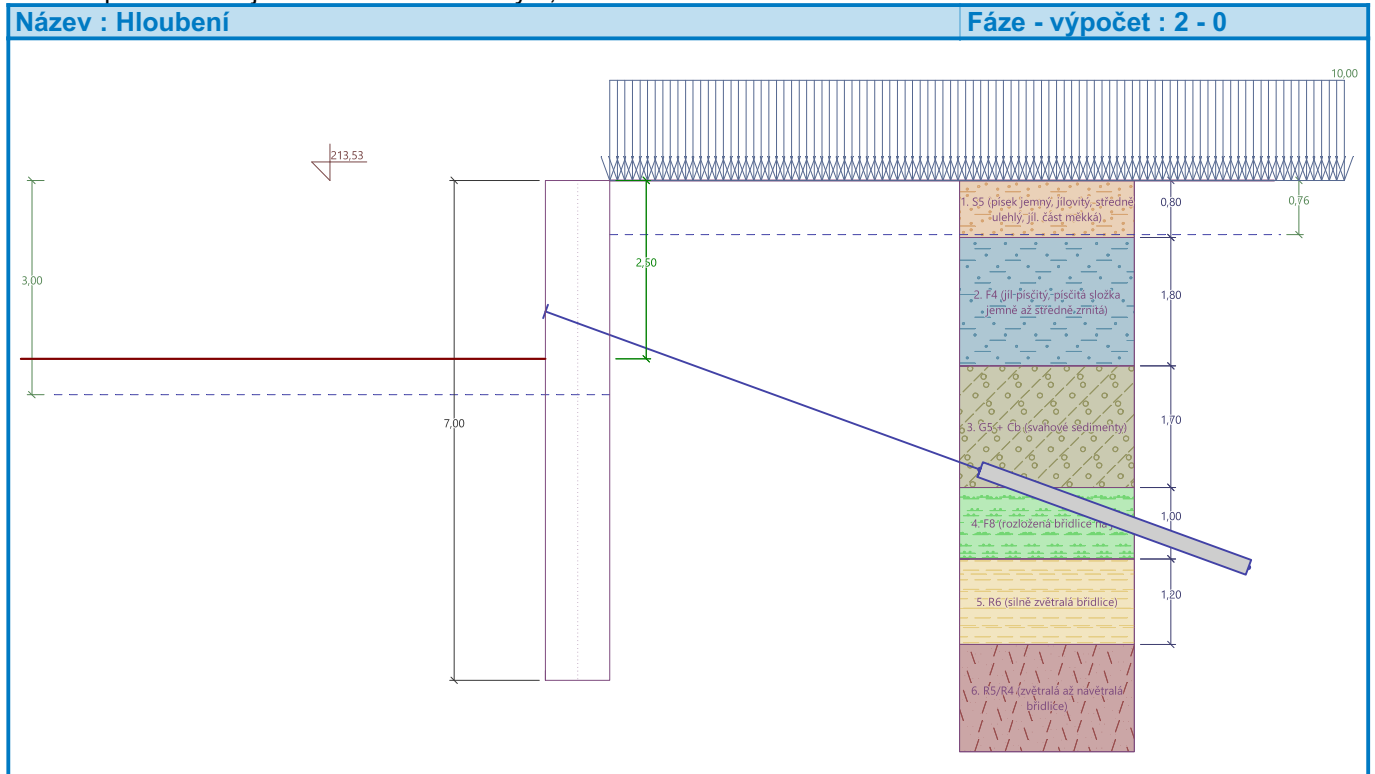 Název : Hloubení
Fáze - výpočet : 2 - 0
10,00
213,53
1. S5 (písek jemný, jílovitý, středně
ulehlý, jíl. část měkká)
0,80
0,76
3,00
2,50
2. F4 (jíl písčitý, písčitá složka
jemně až středně zrnitá)
1,80
7,00
3. G5 + Cb (svahové sedimenty)
1,70
4. F8 (rozložená břidlice na
1,00
5. R6 (silně zvětralá břidlice)
1,20
6. R5/R4 (zvětralá až navětralá
břidlice)